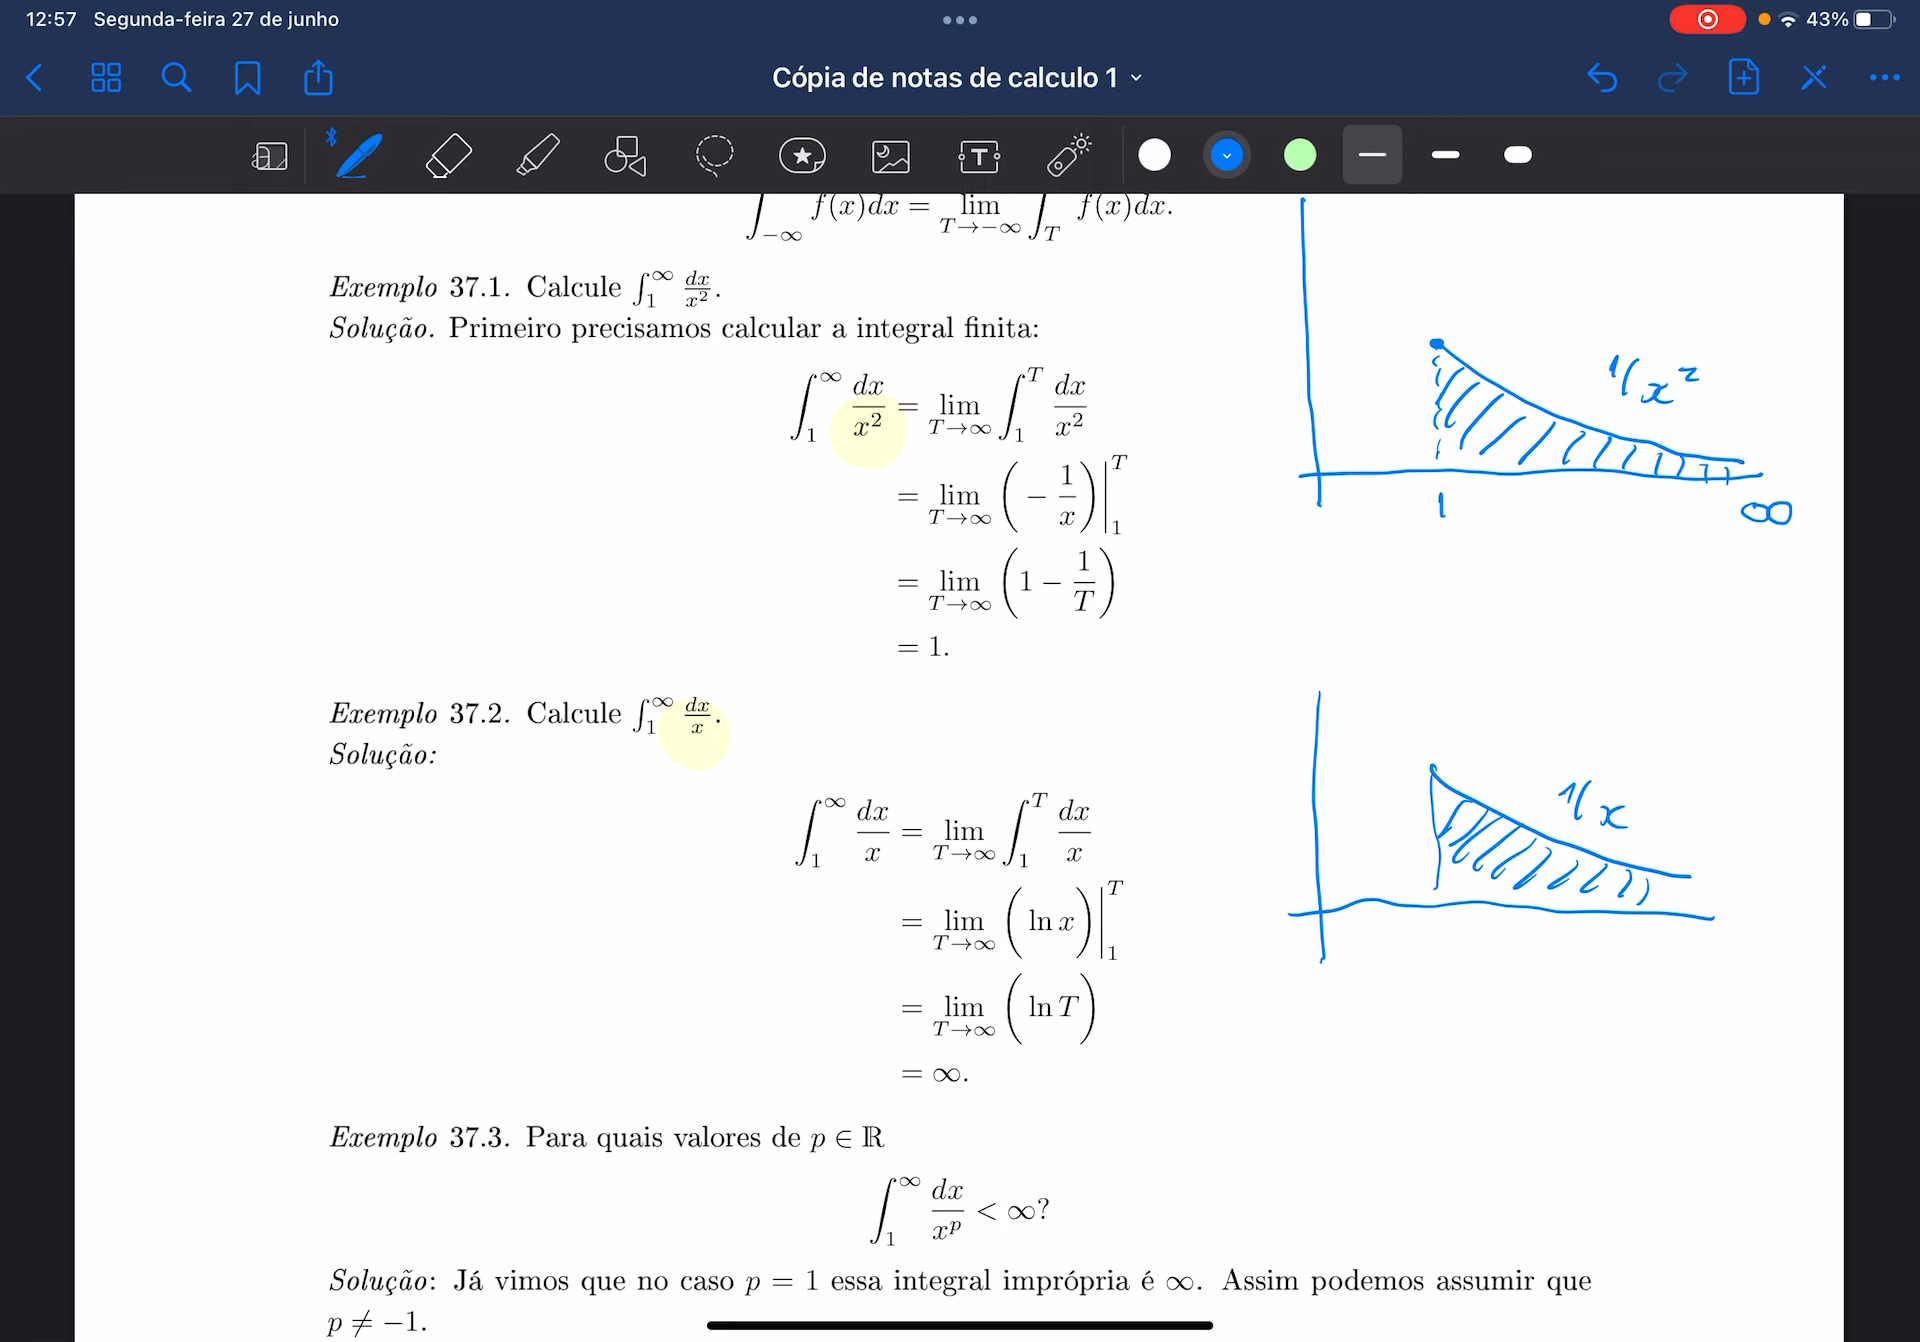 12:57 Segunda-feira 27 de junho
43%
Cópia de notas de calculo 1
∫_{-∞} f(x)dx = lim_{T→-∞} ∫_T f(x)dx.
Exemplo 37.1. Calcule ∫_1^∞ dx/x².
Solução. Primeiro precisamos calcular a integral finita:
∫_1^∞ dx/x² = lim_{T→∞} ∫_1^T dx/x²
= lim_{T→∞} (− 1/x)|_1^T
= lim_{T→∞} (1 − 1/T)
= 1.
1/x²
1 ∞
Exemplo 37.2. Calcule ∫_1^∞ dx/x.
Solução:
∫_1^∞ dx/x = lim_{T→∞} ∫_1^T dx/x
= lim_{T→∞} (ln x)|_1^T
= lim_{T→∞} (ln T)
= ∞.
1/x
Exemplo 37.3. Para quais valores de p ∈ ℝ
∫_1^∞ dx/x^p < ∞?
Solução: Já vimos que no caso p = 1 essa integral imprópria é ∞. Assim podemos assumir que
p ≠ −1.